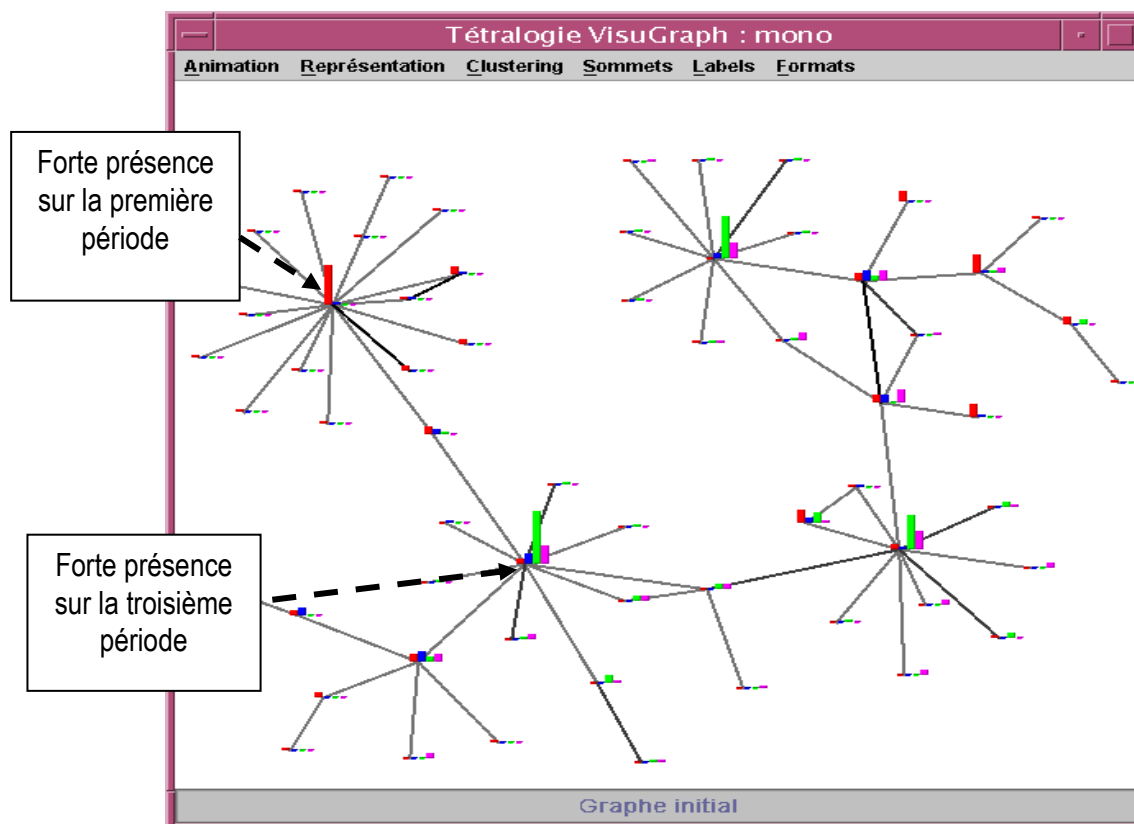 Tétralogie VisuGraph : mono
Animation Représentation Clustering Sommets Labels Formats
Forte présence
sur la première
période
Forte présence
sur la troisième
période
Graphe initial